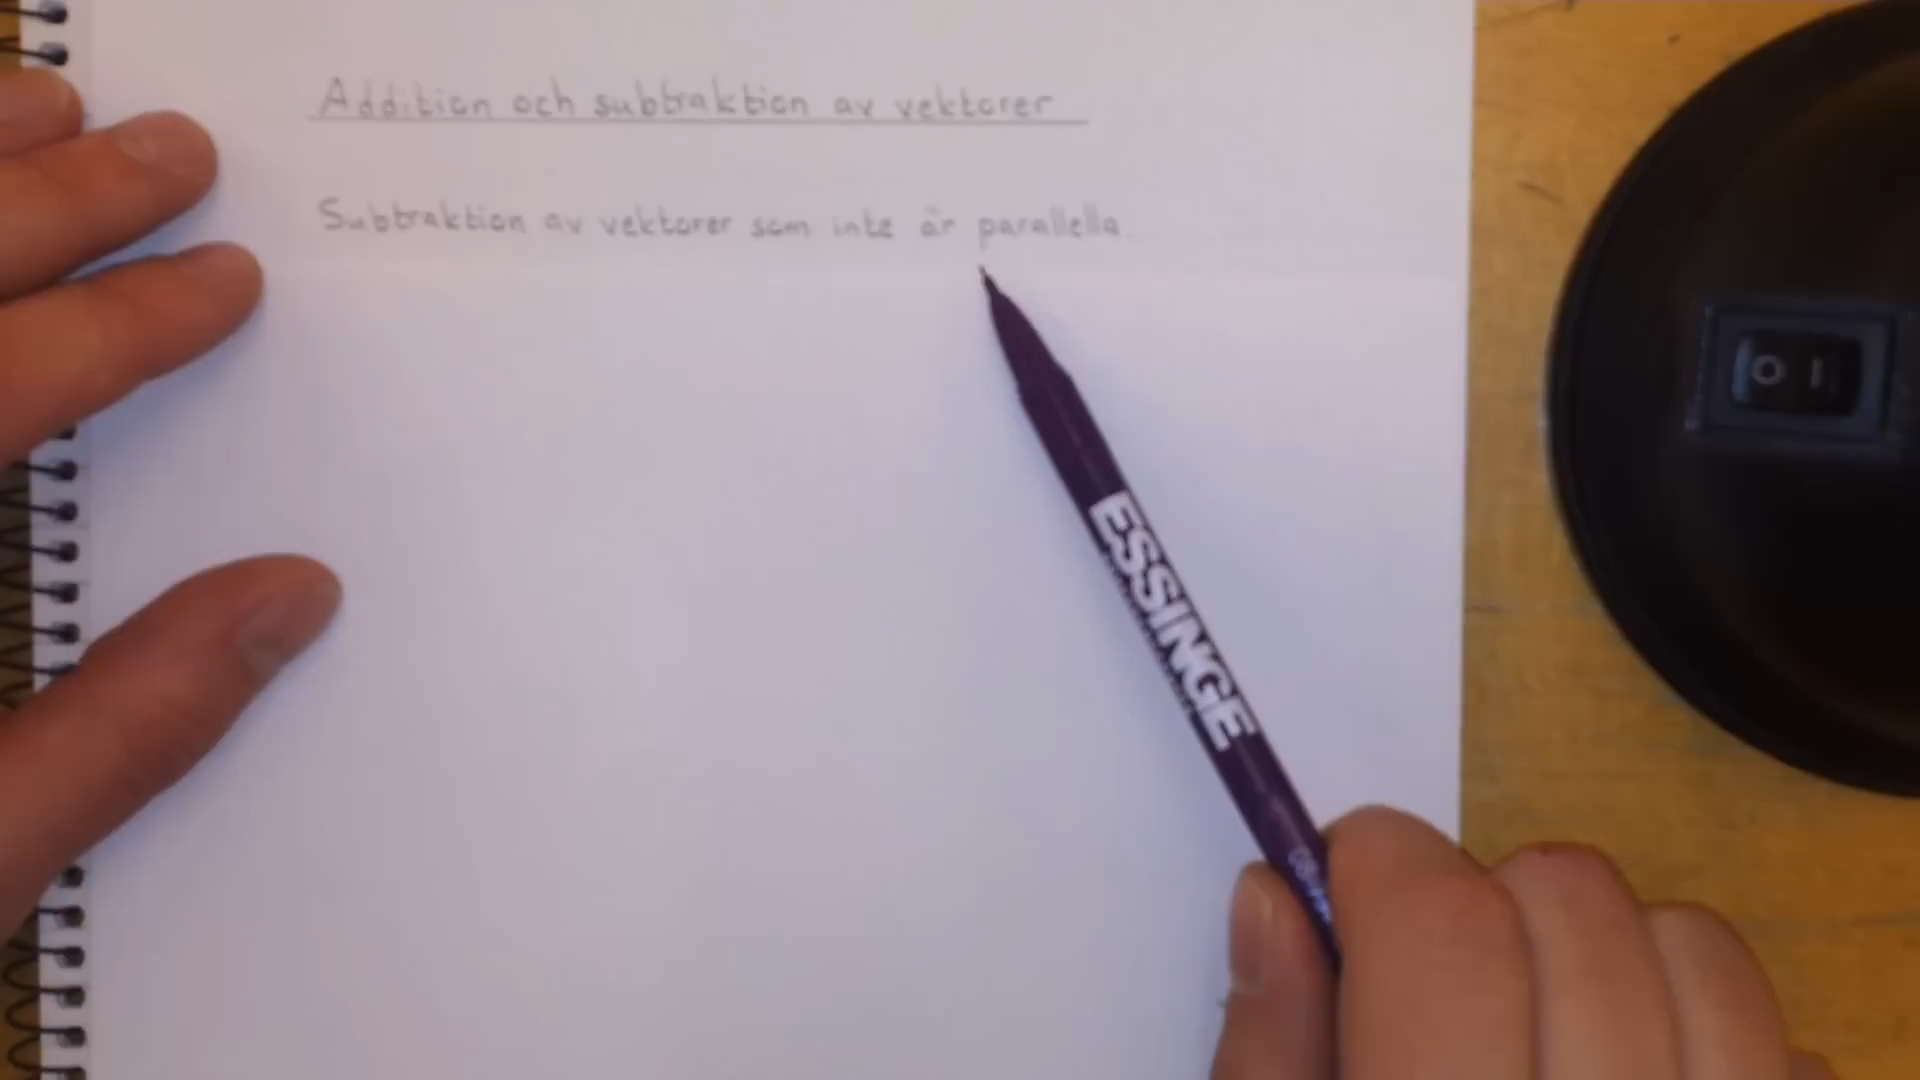 Addition och subtraktion av vektorer
Subtraktion av vektorer som inte är parallella.
ESSINGE
O I